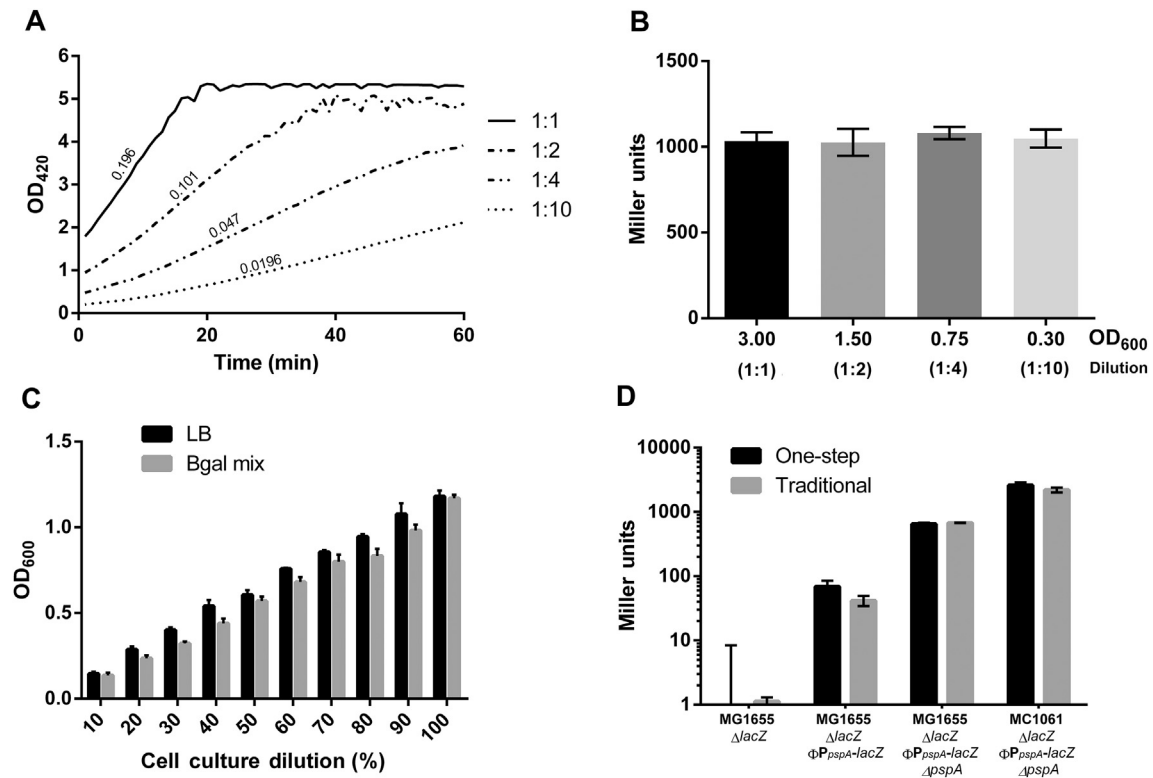 A
6
5
4
3
2
1
0
OD420
0.196
0.101
0.047
0.0196
0
20
40
60
Time (min)
1:1
1:2
1:4
1:10
B
1500
1000
500
0
Miller units
3.00 1.50 0.75 0.30 OD600
(1:1) (1:2) (1:4) (1:10) Dilution
C
LB
Bgal mix
1.5
1.0
0.5
0.0
OD600
10 20 30 40 50 60 70 80 90 100
Cell culture dilution (%)
D
One-step
Traditional
10000
1000
100
10
1
Miller units
MG1655 MG1655 MG1655 MC1061
ΔlacZ ΔlacZ ΔlacZ ΔlacZ
ΦPpspA-lacZ ΦPpspA-lacZ ΦPpspA-lacZ
ΔpspA ΔpspA